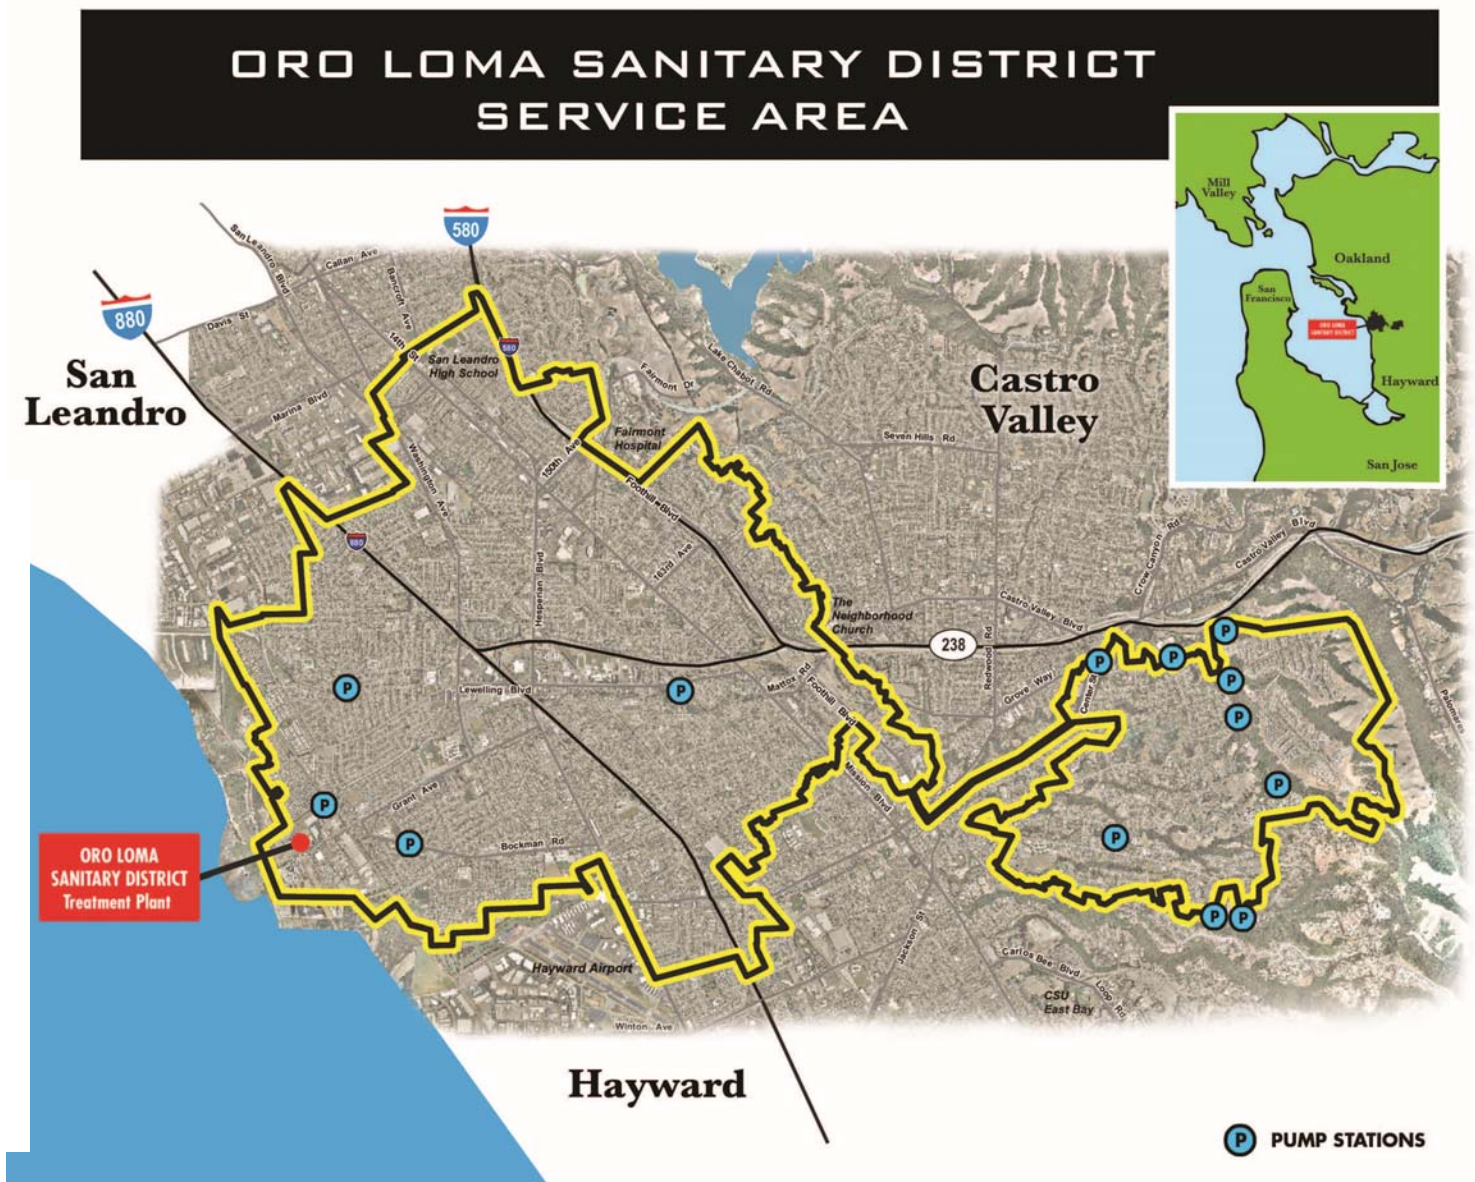 ORO LOMA SANITARY DISTRICT
SERVICE AREA
Mill
Valley
Oakland
San
Francisco
ORO LOMA
SANITARY DISTRICT
Hayward
San Jose
580
880
San Leandro Blvd
Callan Ave
Bancroft Ave
Davis St
14th St
San Leandro
High School
580
San
Leandro
Marina Blvd
Fairmont Dr
Lake Chabot Rd
Castro
Valley
Fairmont
Hospital
Seven Hills Rd
Washington Ave
150th Ave
Foothill Blvd
880
163rd Ave
Hesperian Blvd
Crow Canyon Rd
Castro Valley Blvd
The
Neighborhood
Church
Castro Valley Blvd
238
Redwood Rd
P
P
P
P
P
P
P
Lewelling Blvd
Mattox Rd
Foothill Blvd
Grove Way
Center St
Palomares
P
Mission Blvd
P
P
Grant Ave
P
P
Bockman Rd
ORO LOMA
SANITARY DISTRICT
Treatment Plant
P
P
Jackson St
Hayward Airport
Carlos Bee Blvd
Loop Rd
CSU
East Bay
Winton Ave
Hayward
P PUMP STATIONS